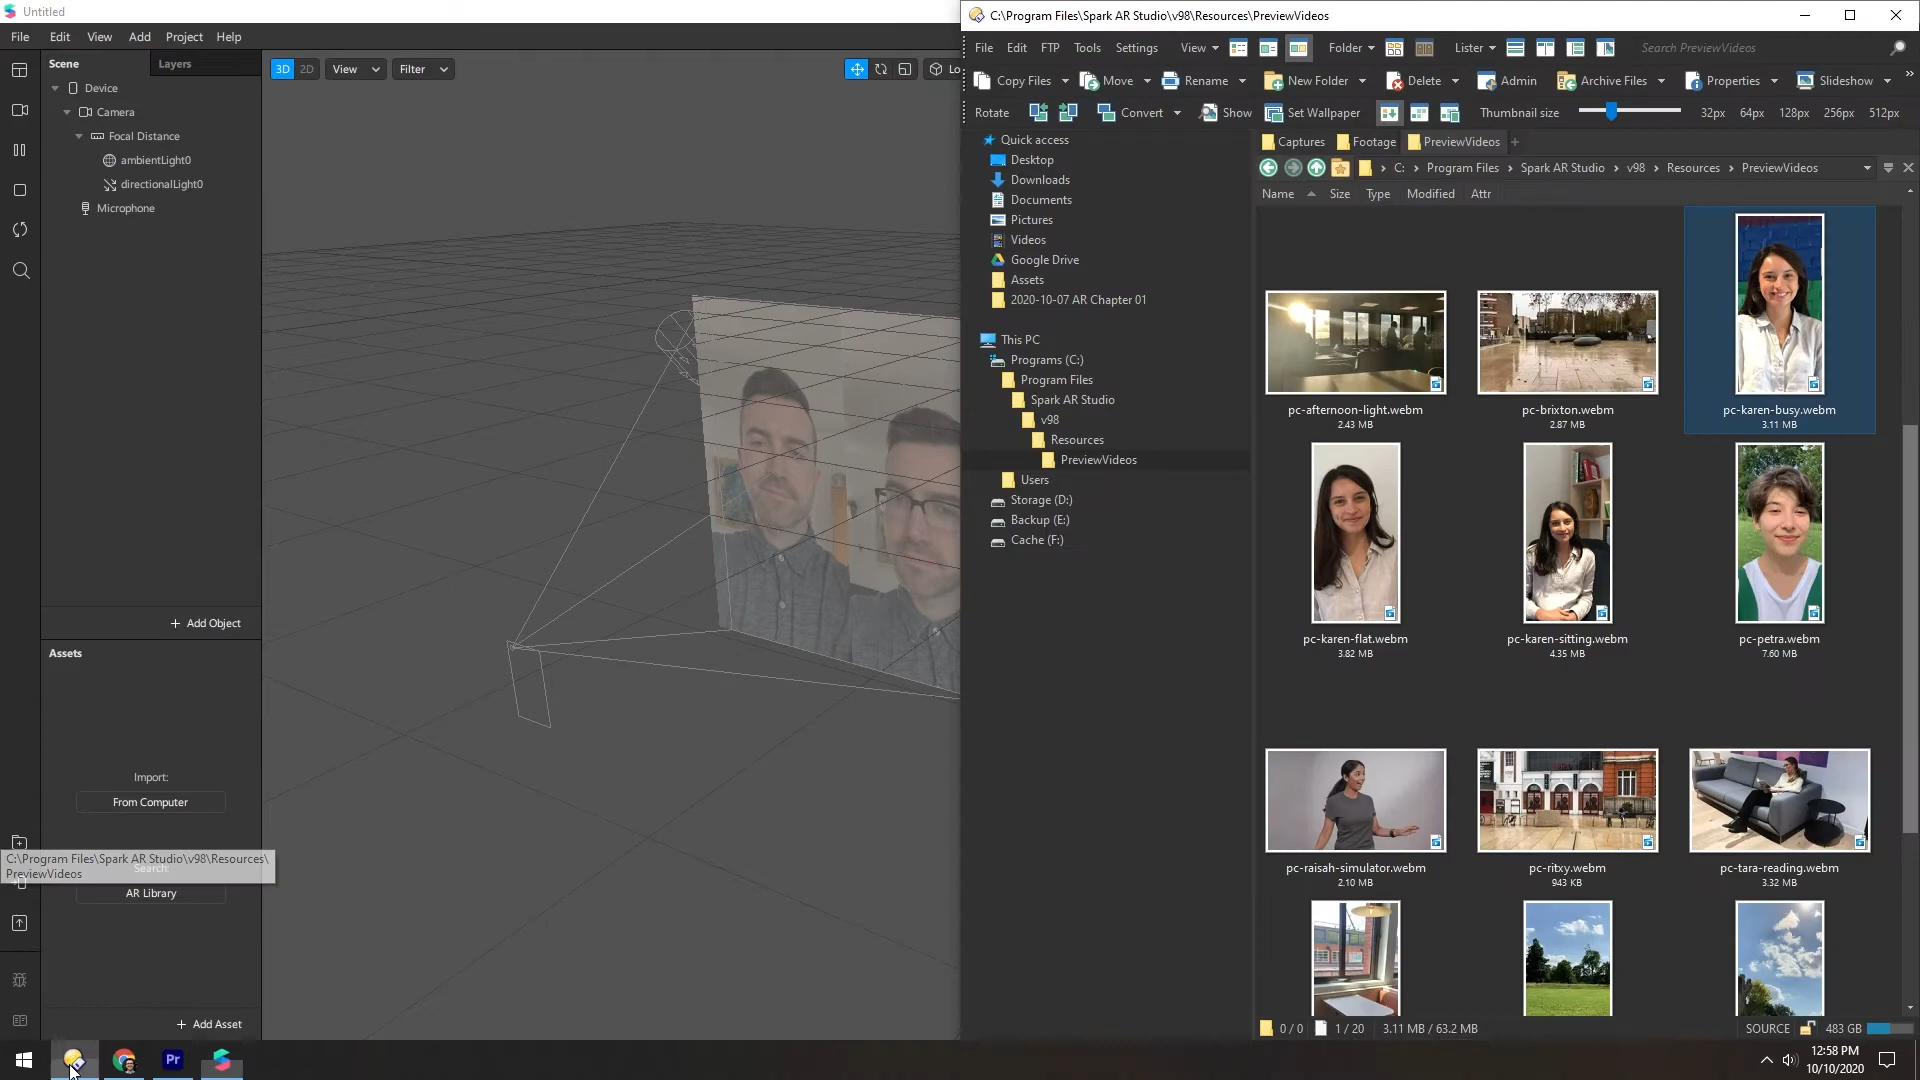 Untitled
File Edit View Add Project Help
Scene Layers
Device
Camera
Focal Distance
ambientLight0
directionalLight0
Microphone
+ Add Object
Assets
Import:
From Computer
C:\Program Files\Spark AR Studio\v98\Resources\
PreviewVideos
Search:
AR Library
+ Add Asset
3D 2D View Filter Lo
C:\Program Files\Spark AR Studio\v98\Resources\PreviewVideos
File Edit FTP Tools Settings View Folder Lister Search PreviewVideos
Copy Files Move Rename New Folder Delete Admin Archive Files Properties Slideshow »
Rotate Convert Show Set Wallpaper Thumbnail size 32px 64px 128px 256px 512px
Quick access
Desktop
Downloads
Documents
Pictures
Videos
Google Drive
Assets
2020-10-07 AR Chapter 01
This PC
Programs (C:)
Program Files
Spark AR Studio
v98
Resources
PreviewVideos
Users
Storage (D:)
Backup (E:)
Cache (F:)
Captures Footage PreviewVideos +
C: › Program Files › Spark AR Studio › v98 › Resources › PreviewVideos
Name Size Type Modified Attr
pc-afternoon-light.webm
2.43 MB
pc-brixton.webm
2.87 MB
pc-karen-busy.webm
3.11 MB
pc-karen-flat.webm
3.82 MB
pc-karen-sitting.webm
4.35 MB
pc-petra.webm
7.60 MB
pc-raisah-simulator.webm
2.10 MB
pc-ritxy.webm
943 KB
pc-tara-reading.webm
3.32 MB
0 / 0 1 / 20 3.11 MB / 63.2 MB SOURCE 483 GB
Pr
12:58 PM
10/10/2020